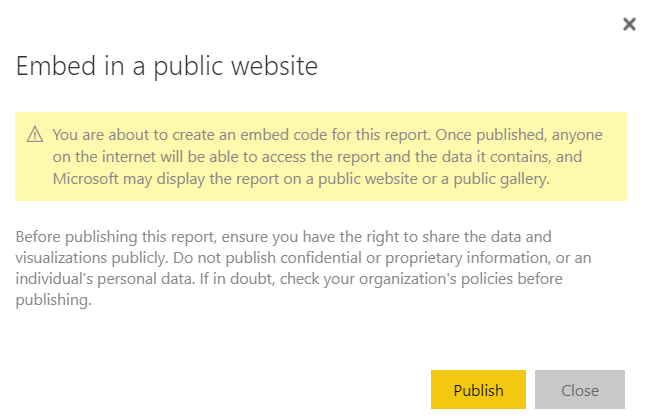 Embed in a public website
You are about to create an embed code for this report. Once published, anyone
on the internet will be able to access the report and the data it contains, and
Microsoft may display the report on a public website or a public gallery.
Before publishing this report, ensure you have the right to share the data and
visualizations publicly. Do not publish confidential or proprietary information, or an
individual's personal data. If in doubt, check your organization's policies before
publishing.
Publish
Close